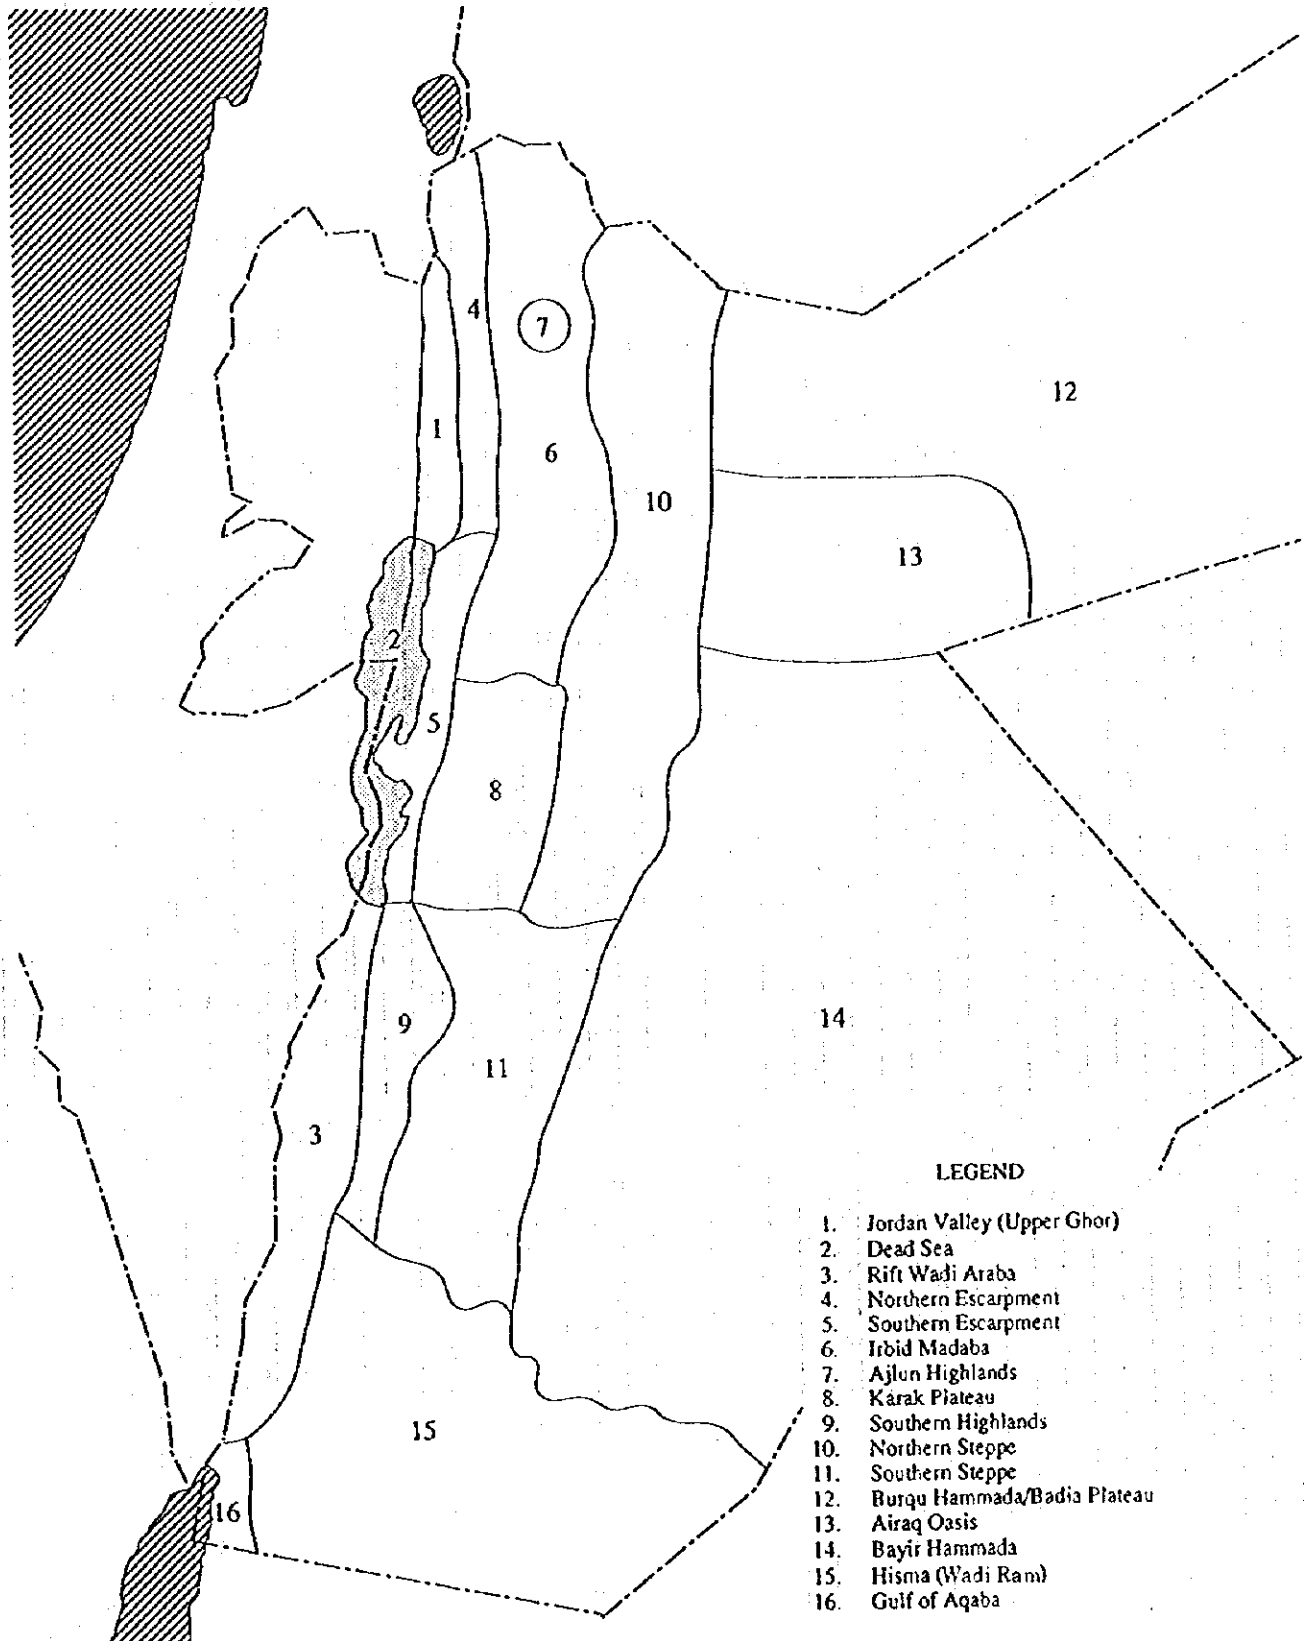 4
7
12
1
6
10
13
2
5
8
14
9
11
3
LEGEND
1. Jordan Valley (Upper Ghor)
2. Dead Sea
3. Rift Wadi Araba
4. Northern Escarpment
5. Southern Escarpment
6. Irbid Madaba
7. Ajlun Highlands
8. Karak Plateau
9. Southern Highlands
10. Northern Steppe
11. Southern Steppe
12. Burqu Hammada/Badia Plateau
13. Airaq Oasis
14. Bayir Hammada
15. Hisma (Wadi Ram)
16. Gulf of Aqaba
15
16